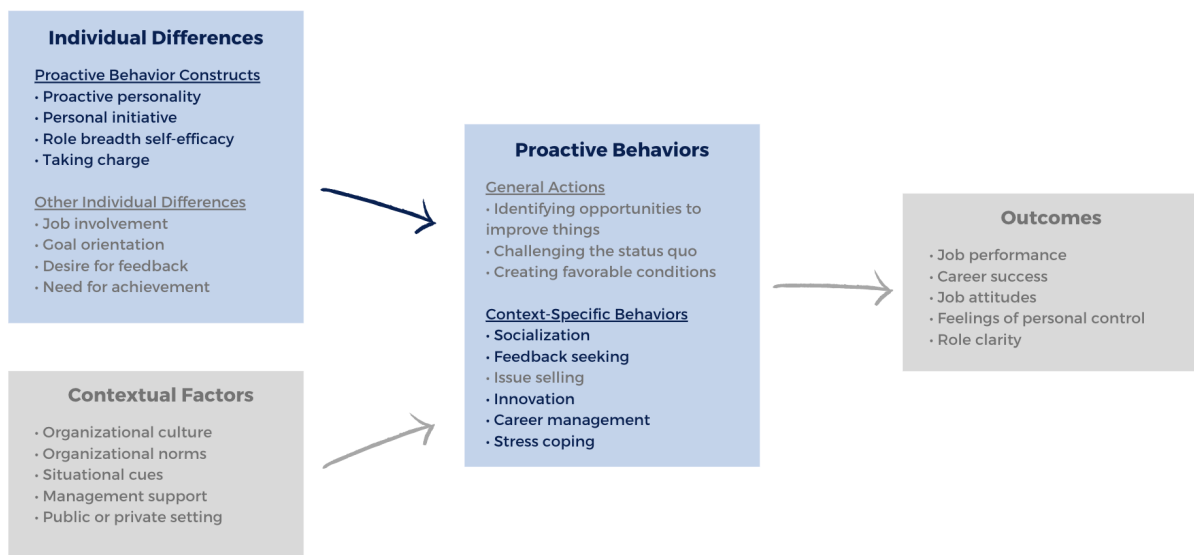 Individual Differences
Proactive Behavior Constructs
• Proactive personality
• Personal initiative
• Role breadth self-efficacy
• Taking charge
Other Individual Differences
• Job involvement
• Goal orientation
• Desire for feedback
• Need for achievement
Contextual Factors
• Organizational culture
• Organizational norms
• Situational cues
• Management support
• Public or private setting
Proactive Behaviors
General Actions
• Identifying opportunities to
improve things
• Challenging the status quo
• Creating favorable conditions
Context-Specific Behaviors
• Socialization
• Feedback seeking
• Issue selling
• Innovation
• Career management
• Stress coping
Outcomes
• Job performance
• Career success
• Job attitudes
• Feelings of personal control
• Role clarity